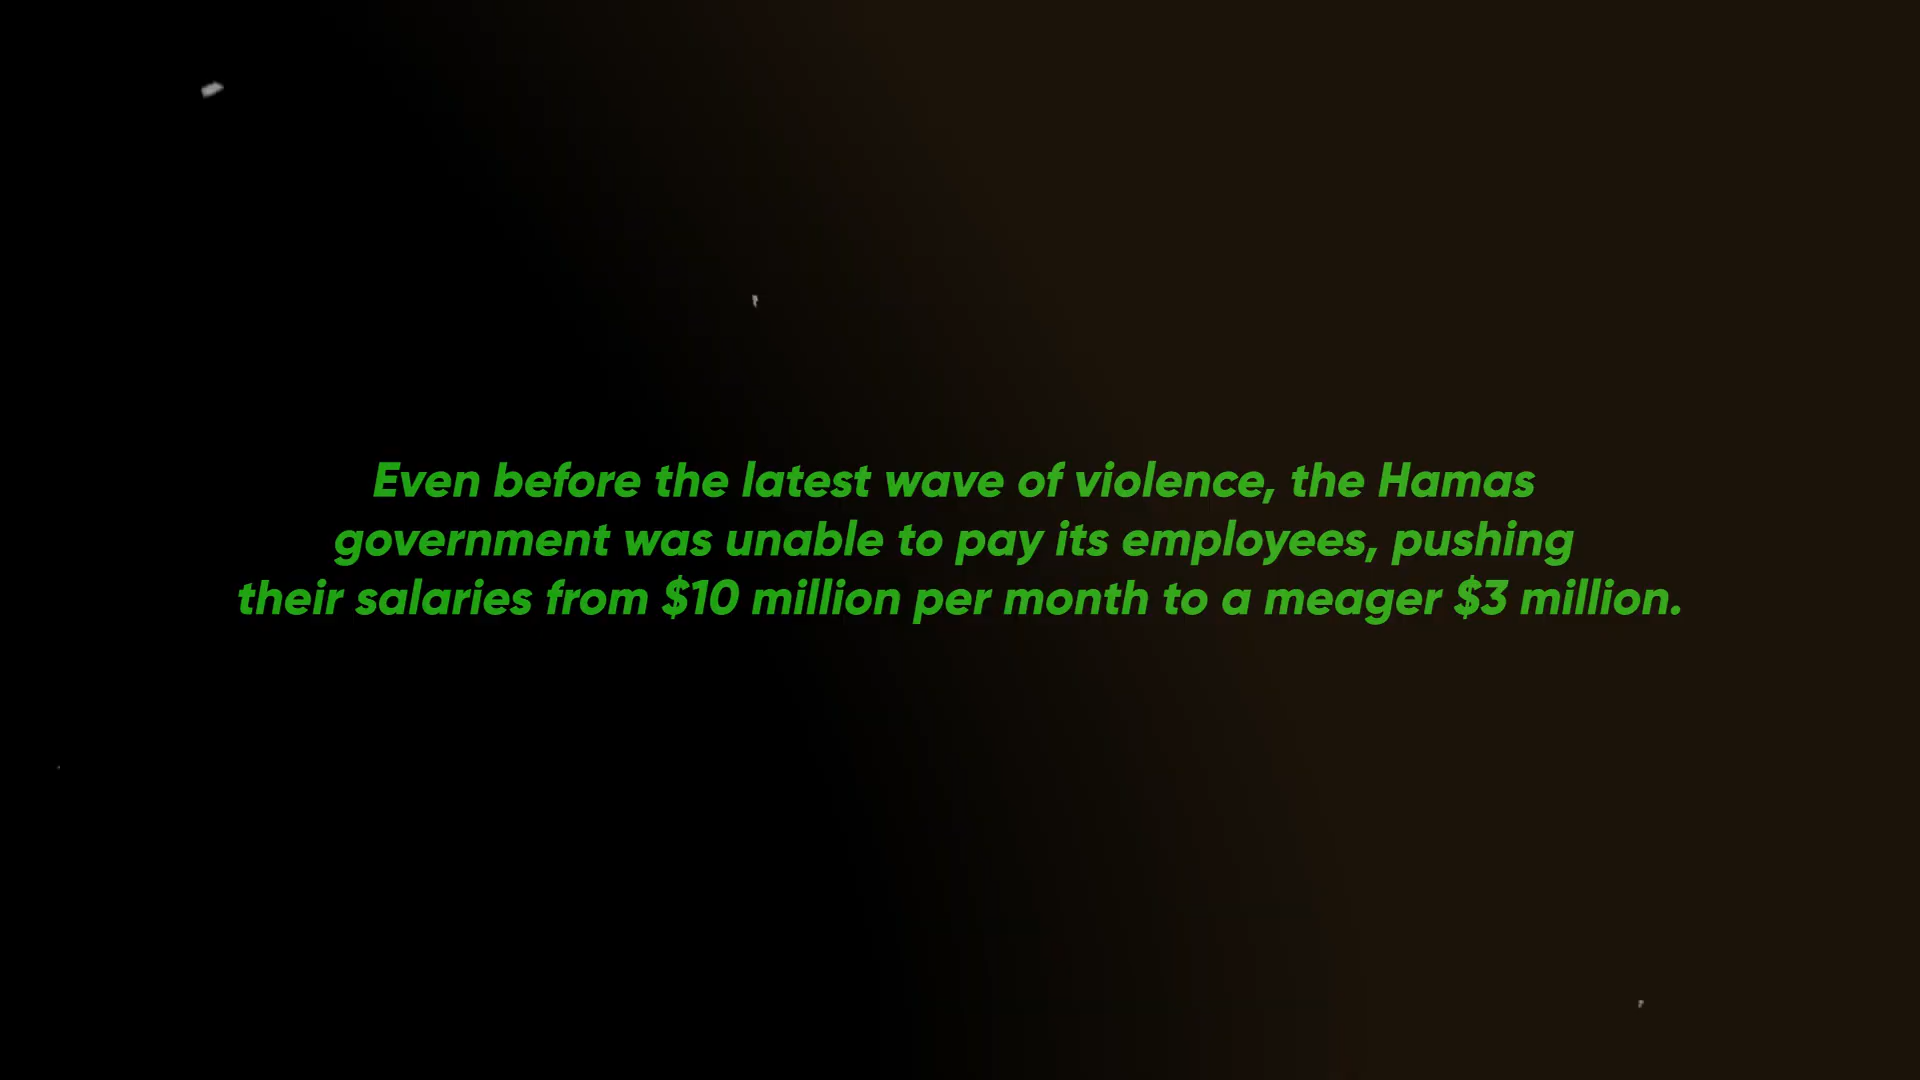 Even before the latest wave of violence, the Hamas
government was unable to pay its employees, pushing
their salaries from $10 million per month to a meager $3 million.